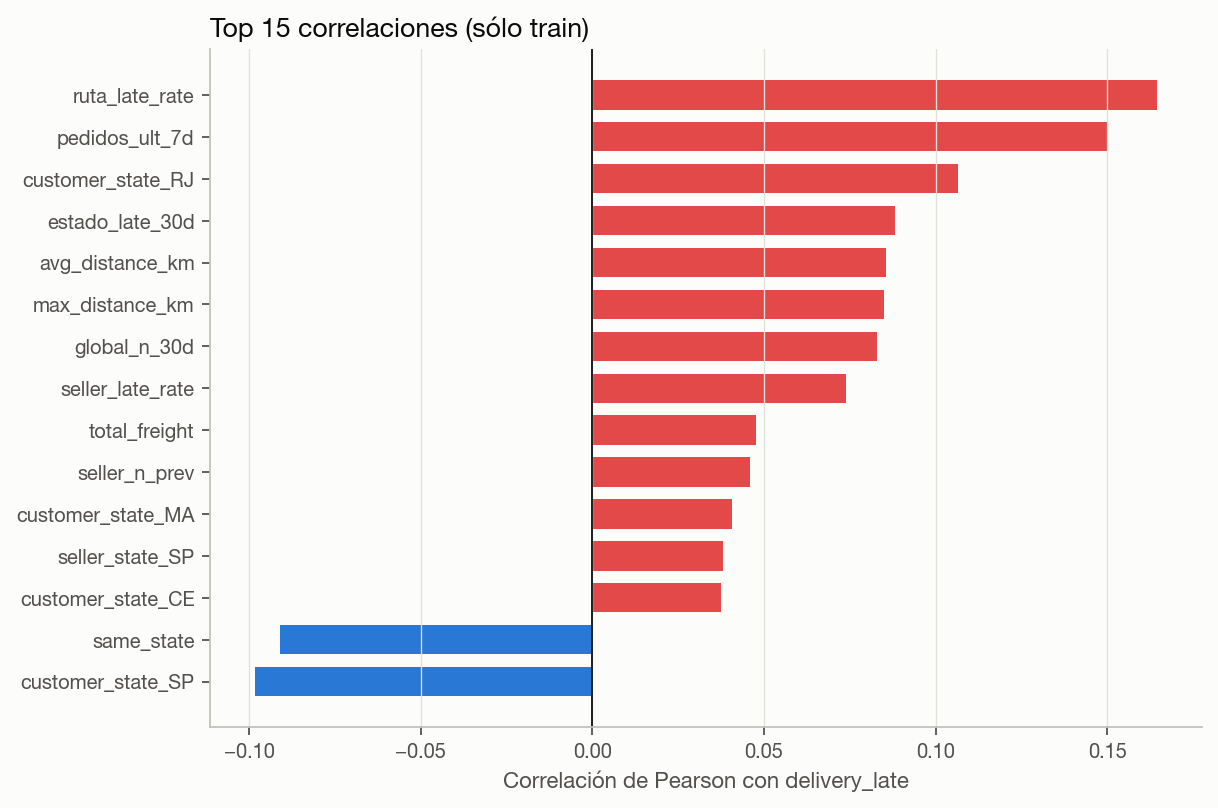 Top 15 correlaciones (sólo train)
ruta_late_rate
pedidos_ult_7d
customer_state_RJ
estado_late_30d
avg_distance_km
max_distance_km
global_n_30d
seller_late_rate
total_freight
seller_n_prev
customer_state_MA
seller_state_SP
customer_state_CE
same_state
customer_state_SP
−0.10 −0.05 0.00 0.05 0.10 0.15
Correlación de Pearson con delivery_late